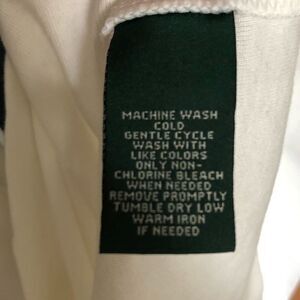 MACHINE WASH
COLD
GENTLE CYCLE
WASH WITH
LIKE COLORS
ONLY NON-
CHLORINE BLEACH
WHEN NEEDED
REMOVE PROMPTLY
TUMBLE DRY LOW
WARM IRON
IF NEEDED